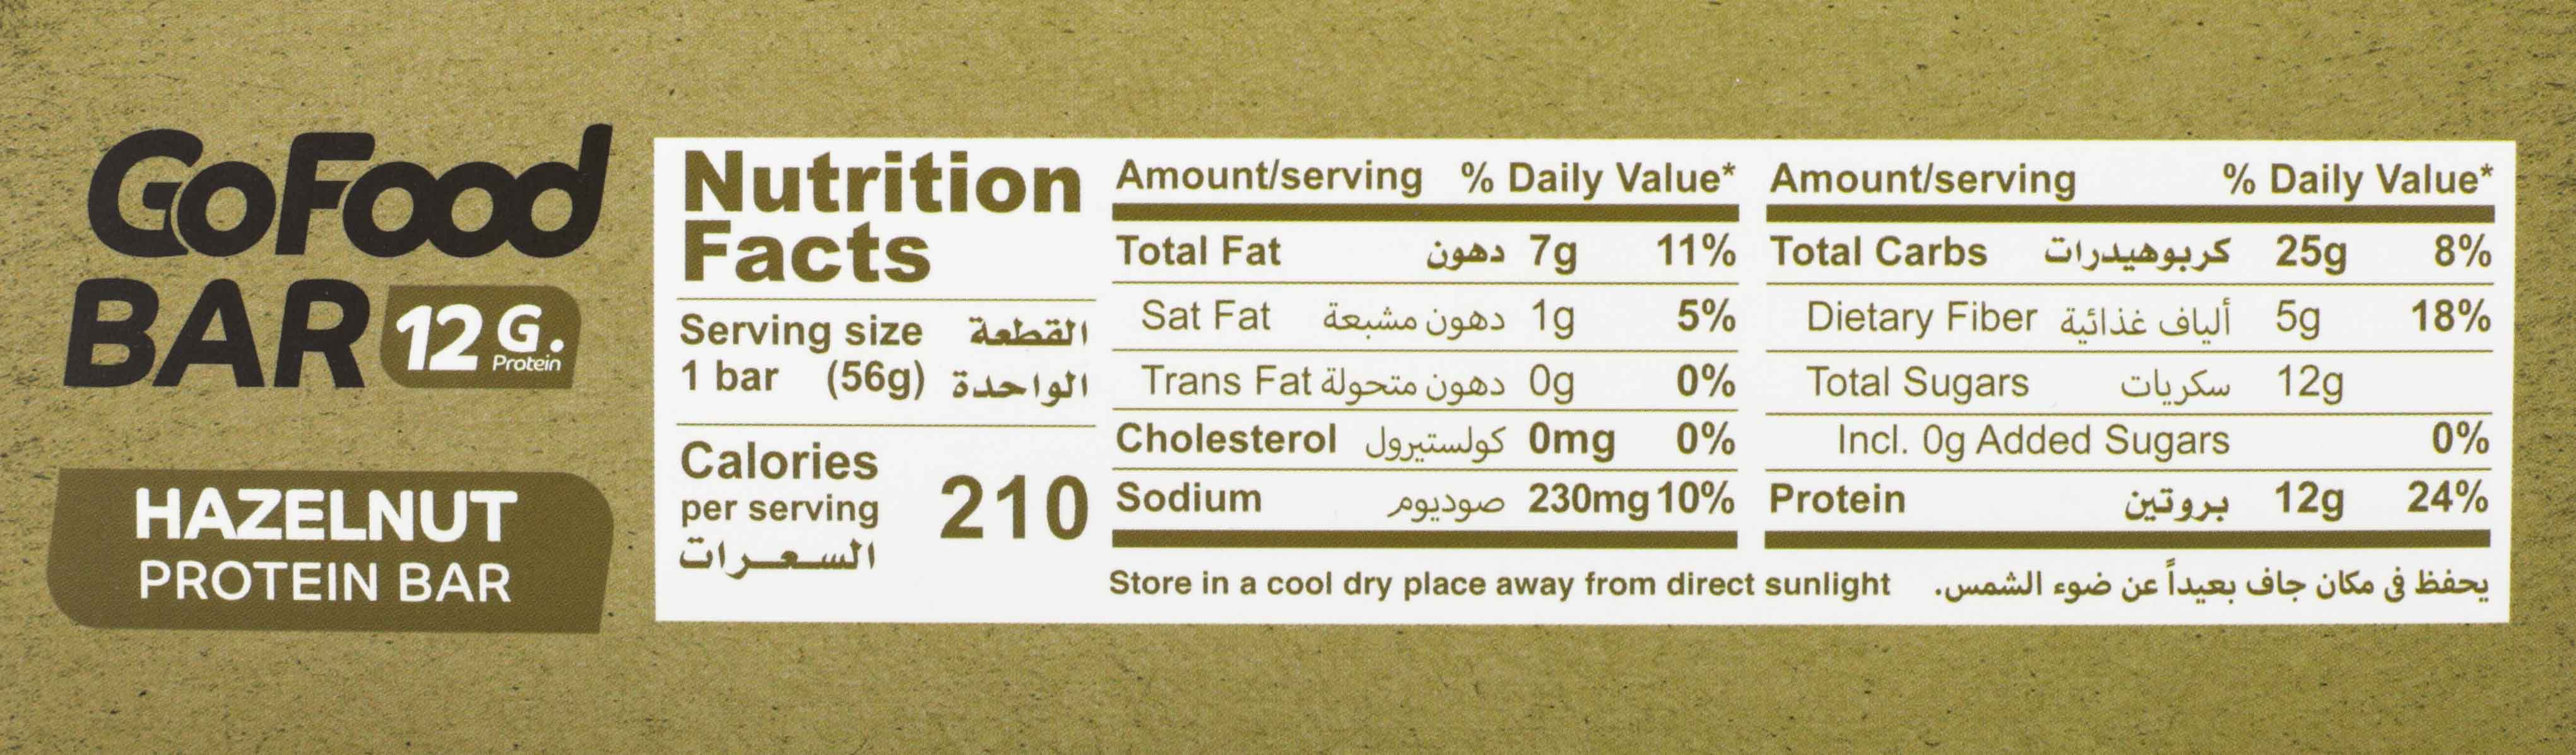 GoFood
BAR 12 G.
Protein
HAZELNUT
PROTEIN BAR
Nutrition
Facts
Serving size القطعة
1 bar (56g) الواحدة
Calories
per serving 210
السعرات
Amount/serving % Daily Value*
Total Fat دهون 7g 11%
Sat Fat دهون مشبعة 1g 5%
Trans Fat دهون متحولة 0g 0%
Cholesterol كولستيرول 0mg 0%
Sodium صوديوم 230mg 10%
Amount/serving % Daily Value*
Total Carbs كربوهيدرات 25g 8%
Dietary Fiber ألياف غذائية 5g 18%
Total Sugars سكريات 12g
Incl. 0g Added Sugars 0%
Protein بروتين 12g 24%
Store in a cool dry place away from direct sunlight يحفظ فى مكان جاف بعيداً عن ضوء الشمس.